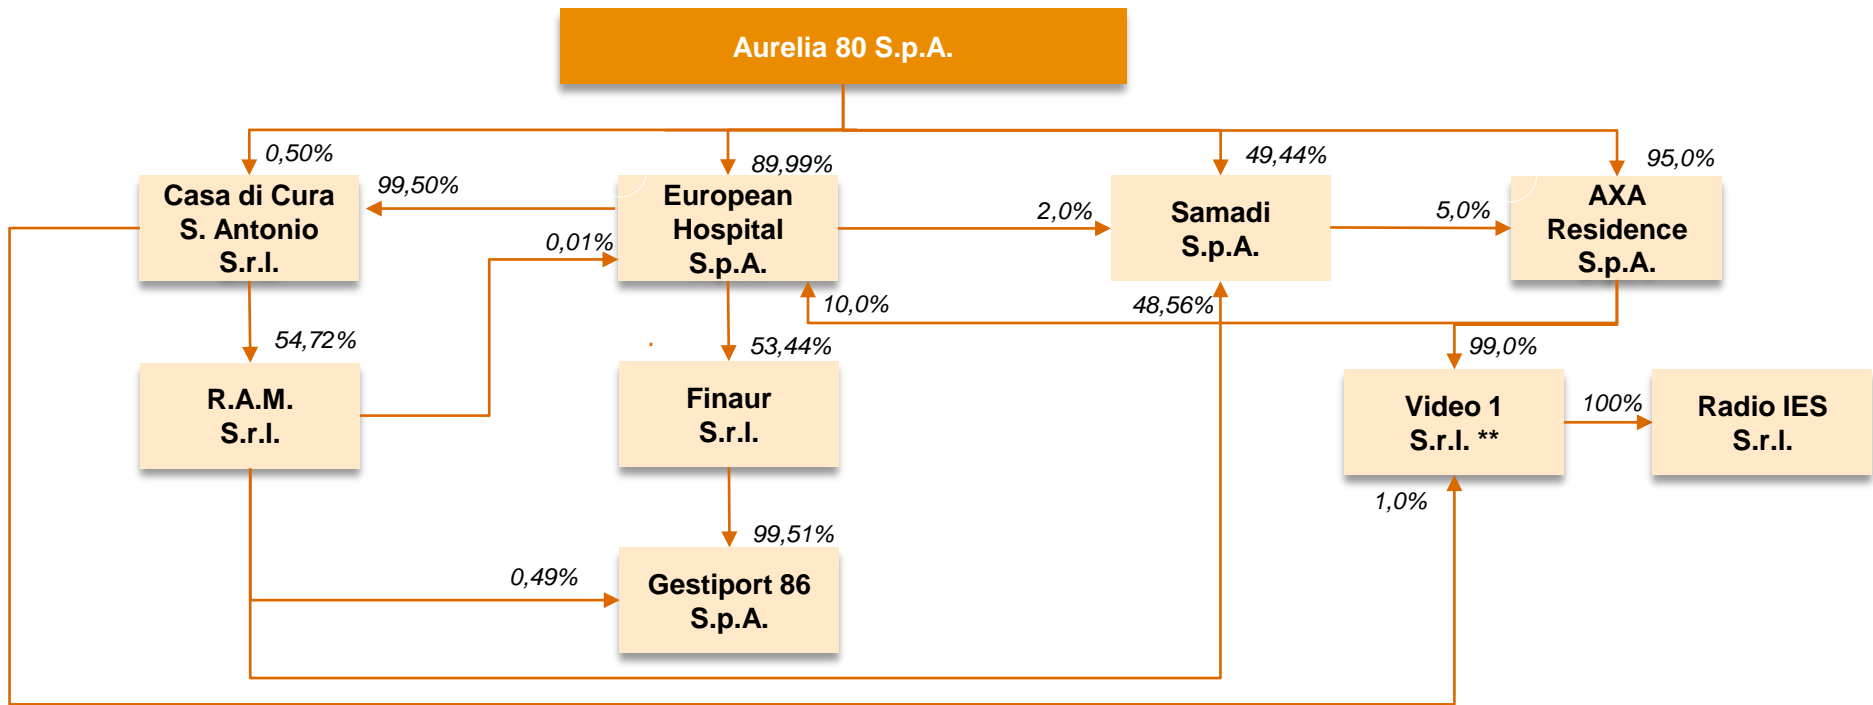 Aurelia 80 S.p.A.
0,50%
89,99%
49,44%
95,0%
Casa di Cura
S. Antonio
S.r.l.
99,50%
European
Hospital
S.p.A.
2,0%
Samadi
S.p.A.
5,0%
AXA
Residence
S.p.A.
0,01%
10,0%
48,56%
54,72%
53,44%
99,0%
R.A.M.
S.r.l.
Finaur
S.r.l.
Video 1
S.r.l. **
100%
Radio IES
S.r.l.
1,0%
99,51%
0,49%
Gestiport 86
S.p.A.